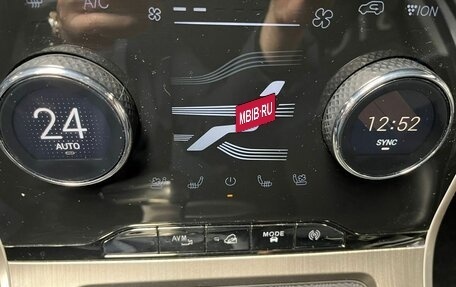 A/C
ION
24
AUTO
MBIB.RU
12:52
SYNC
AVM
MODE